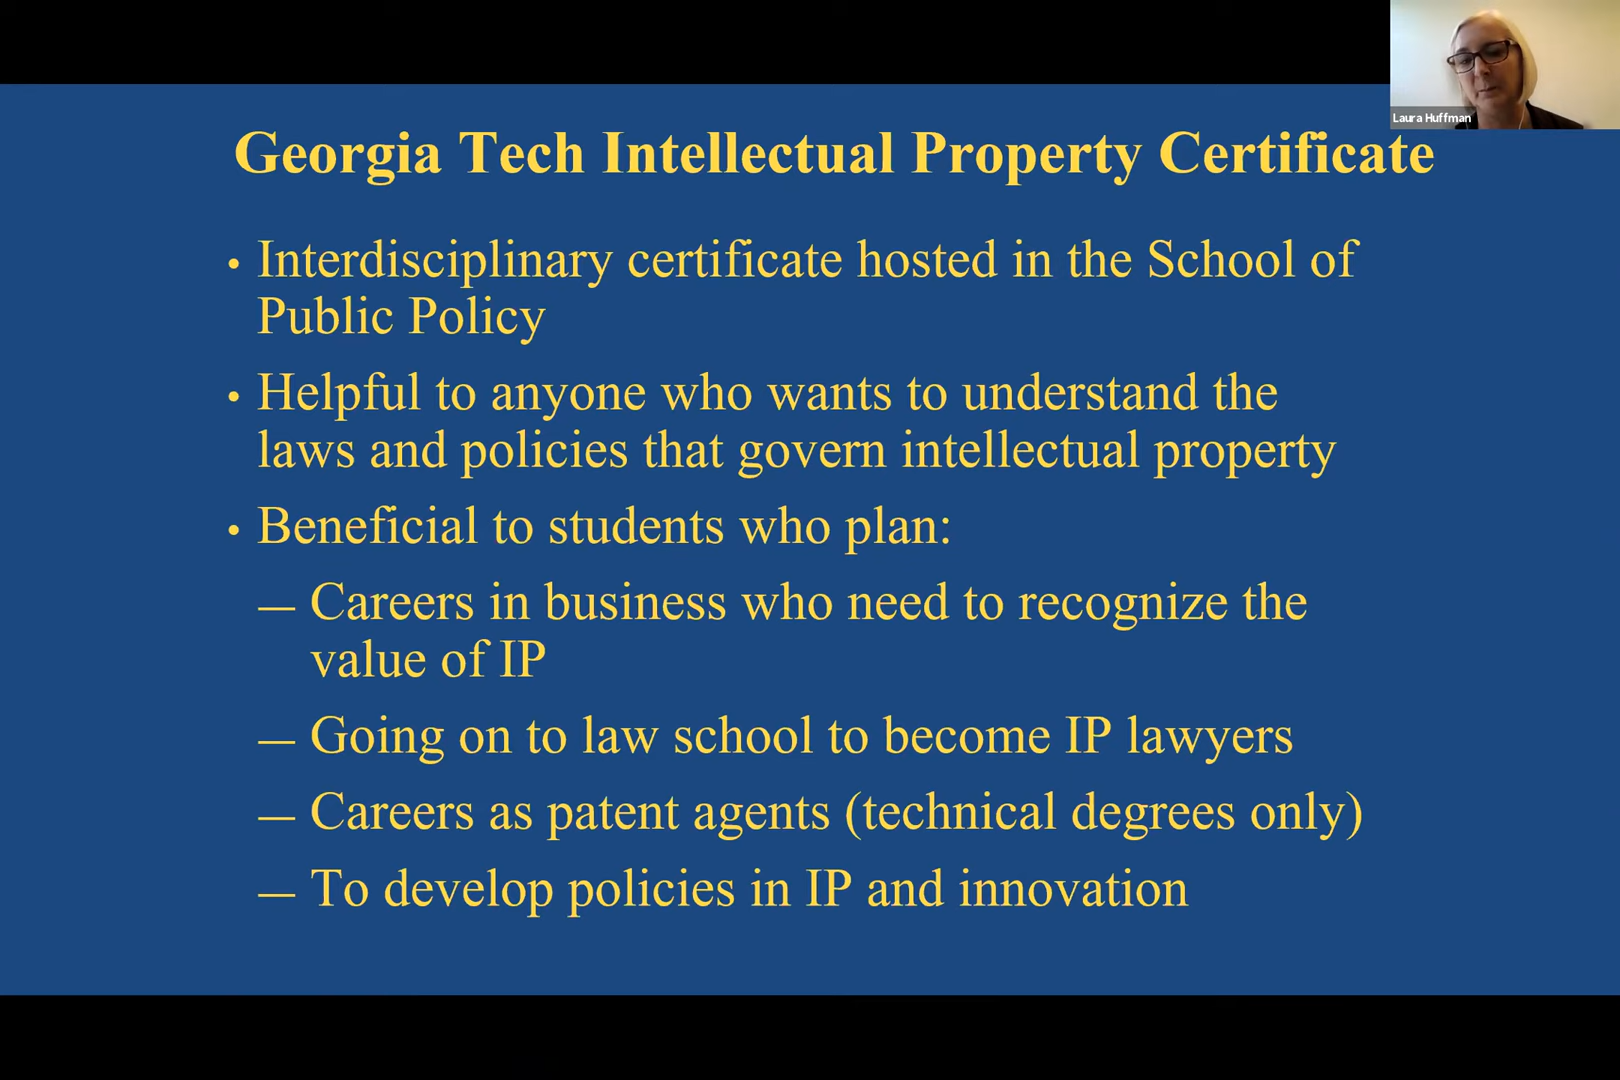 Laura Huffman
Georgia Tech Intellectual Property Certificate
• Interdisciplinary certificate hosted in the School of
Public Policy
• Helpful to anyone who wants to understand the
laws and policies that govern intellectual property
• Beneficial to students who plan:
— Careers in business who need to recognize the
value of IP
— Going on to law school to become IP lawyers
— Careers as patent agents (technical degrees only)
— To develop policies in IP and innovation